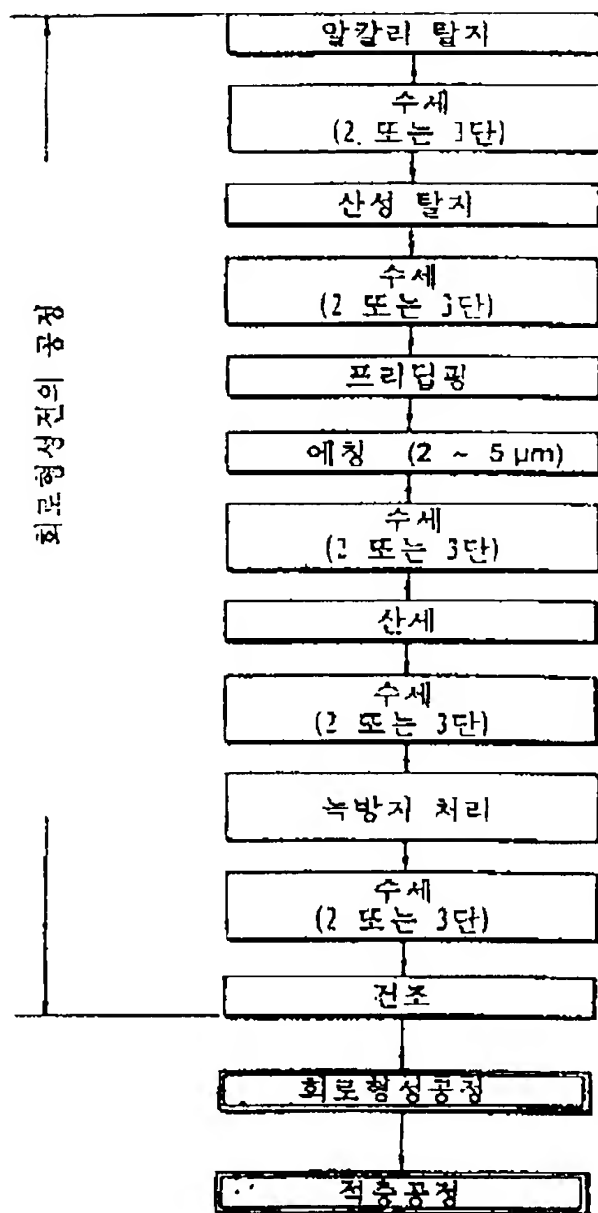 알칼리 탈지
수세
(2. 또는 3단)
산성 탈지
수세
(2 또는 3단)
프리딥핑
에칭 (2 ~ 5 µm)
수세
(2 또는 3단)
산세
수세
(2 또는 3단)
녹방지 처리
수세
(2 또는 3단)
건조
회로형성전의 공정
회로형성공정
적층공정